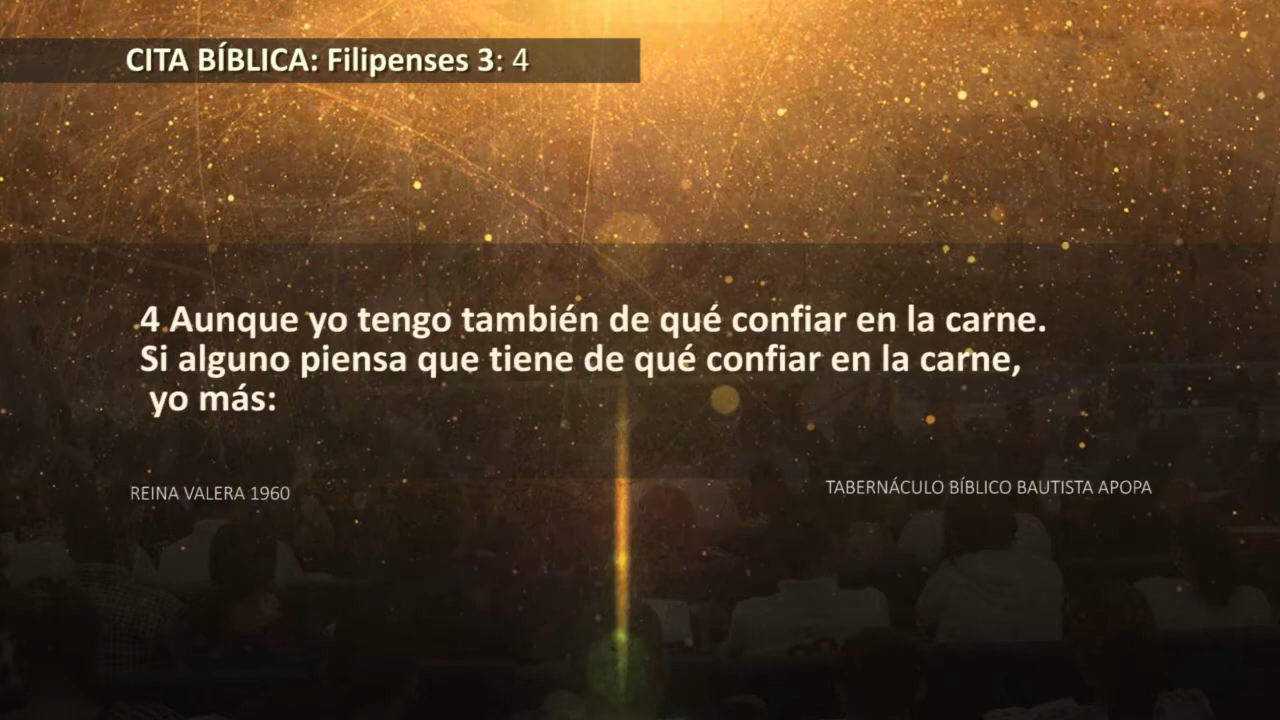 CITA BÍBLICA: Filipenses 3: 4
4 Aunque yo tengo también de qué confiar en la carne.
Si alguno piensa que tiene de qué confiar en la carne,
yo más:
REINA VALERA 1960
TABERNÁCULO BÍBLICO BAUTISTA APOPA